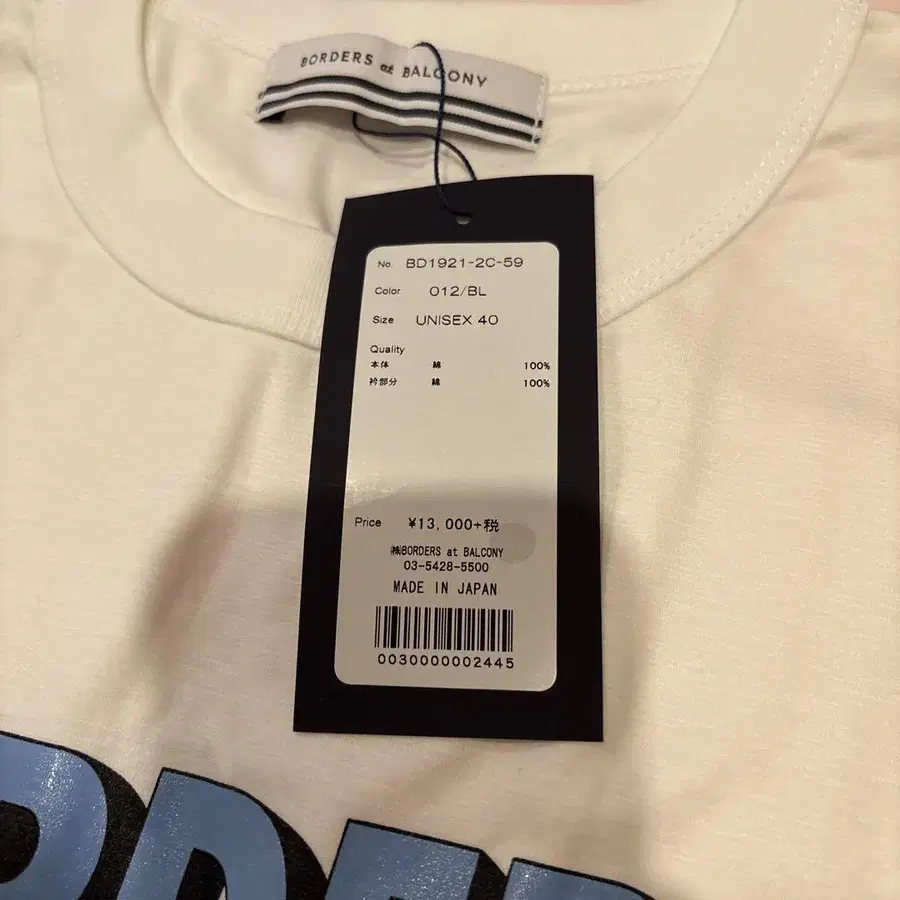 BORDERS at BALCONY
No. BD1921-2C-59
Color 012/BL
Size UNISEX 40
Quality
本体 綿 100%
衿部分 綿 100%
Price ¥13,000+税
㈱BORDERS at BALCONY
03-5428-5500
MADE IN JAPAN
0030000002445
RDER